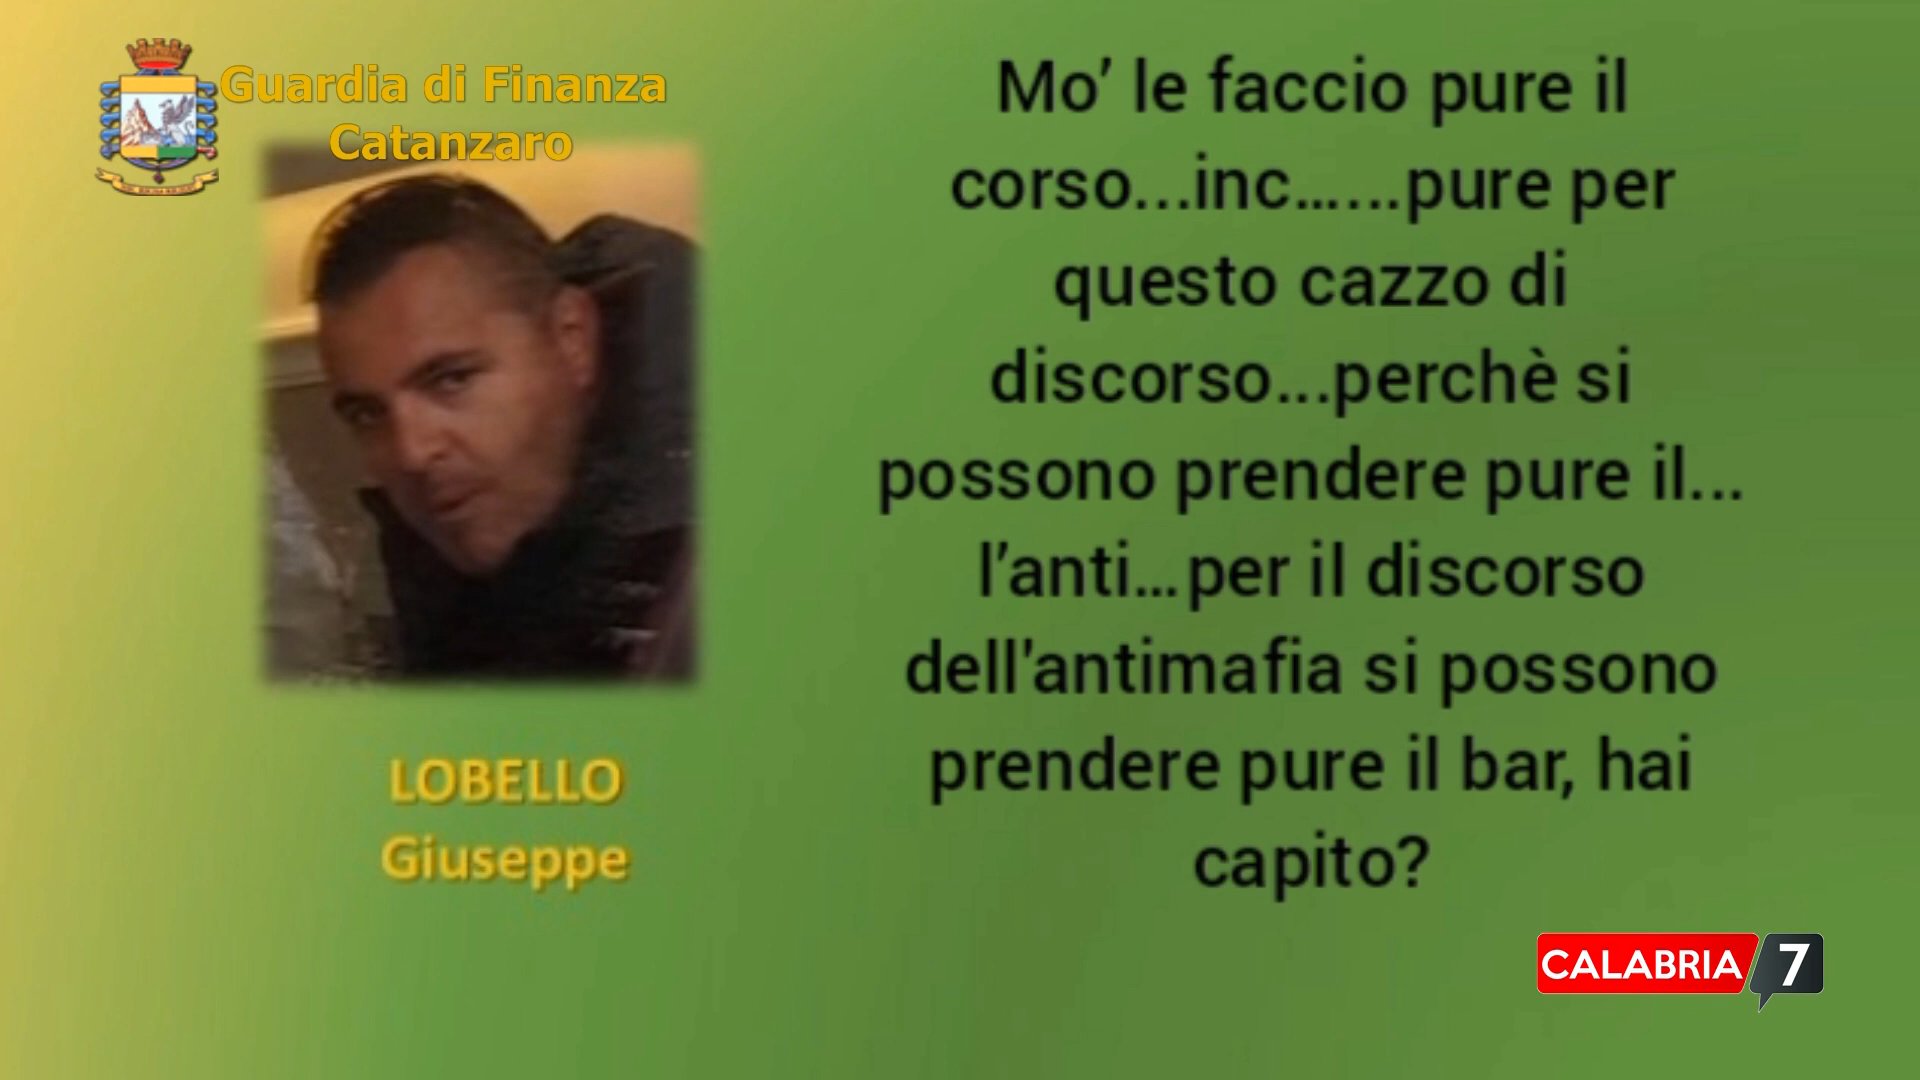 Guardia di Finanza
Catanzaro
Mo’ le faccio pure il
corso...inc......pure per
questo cazzo di
discorso...perchè si
possono prendere pure il...
l’anti...per il discorso
dell'antimafia si possono
prendere pure il bar, hai
capito?
LOBELLO
Giuseppe
CALABRIA 7